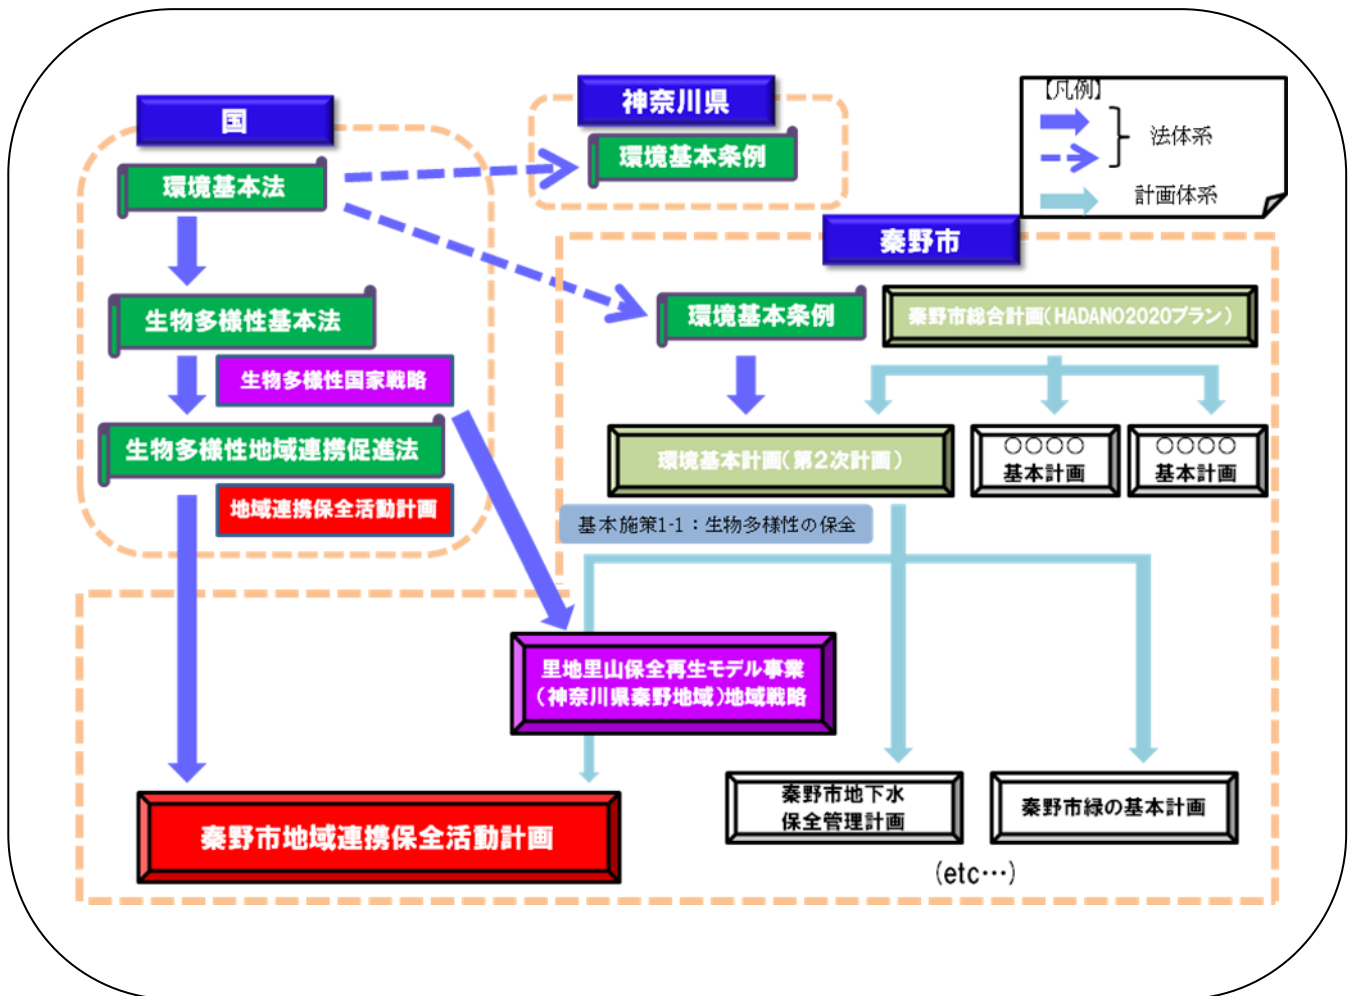 国
環境基本法
生物多様性基本法
生物多様性国家戦略
生物多様性地域連携促進法
地域連携保全活動計画
神奈川県
環境基本条例
【凡例】
法体系
計画体系
秦野市
環境基本条例
秦野市総合計画(HADANO2020プラン)
環境基本計画(第2次計画)
○○○○
基本計画
○○○○
基本計画
基本施策1-1：生物多様性の保全
里地里山保全再生モデル事業
(神奈川県秦野地域)地域戦略
秦野市地域連携保全活動計画
秦野市地下水
保全管理計画
秦野市緑の基本計画
(etc…)